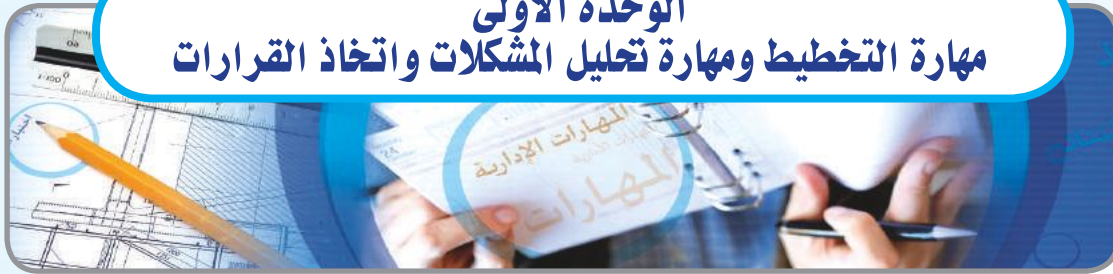 الوحدة الأولى
مهارة التخطيط ومهارة تحليل المشكلات واتخاذ القرارات
المهارات الإدارية
المهارات